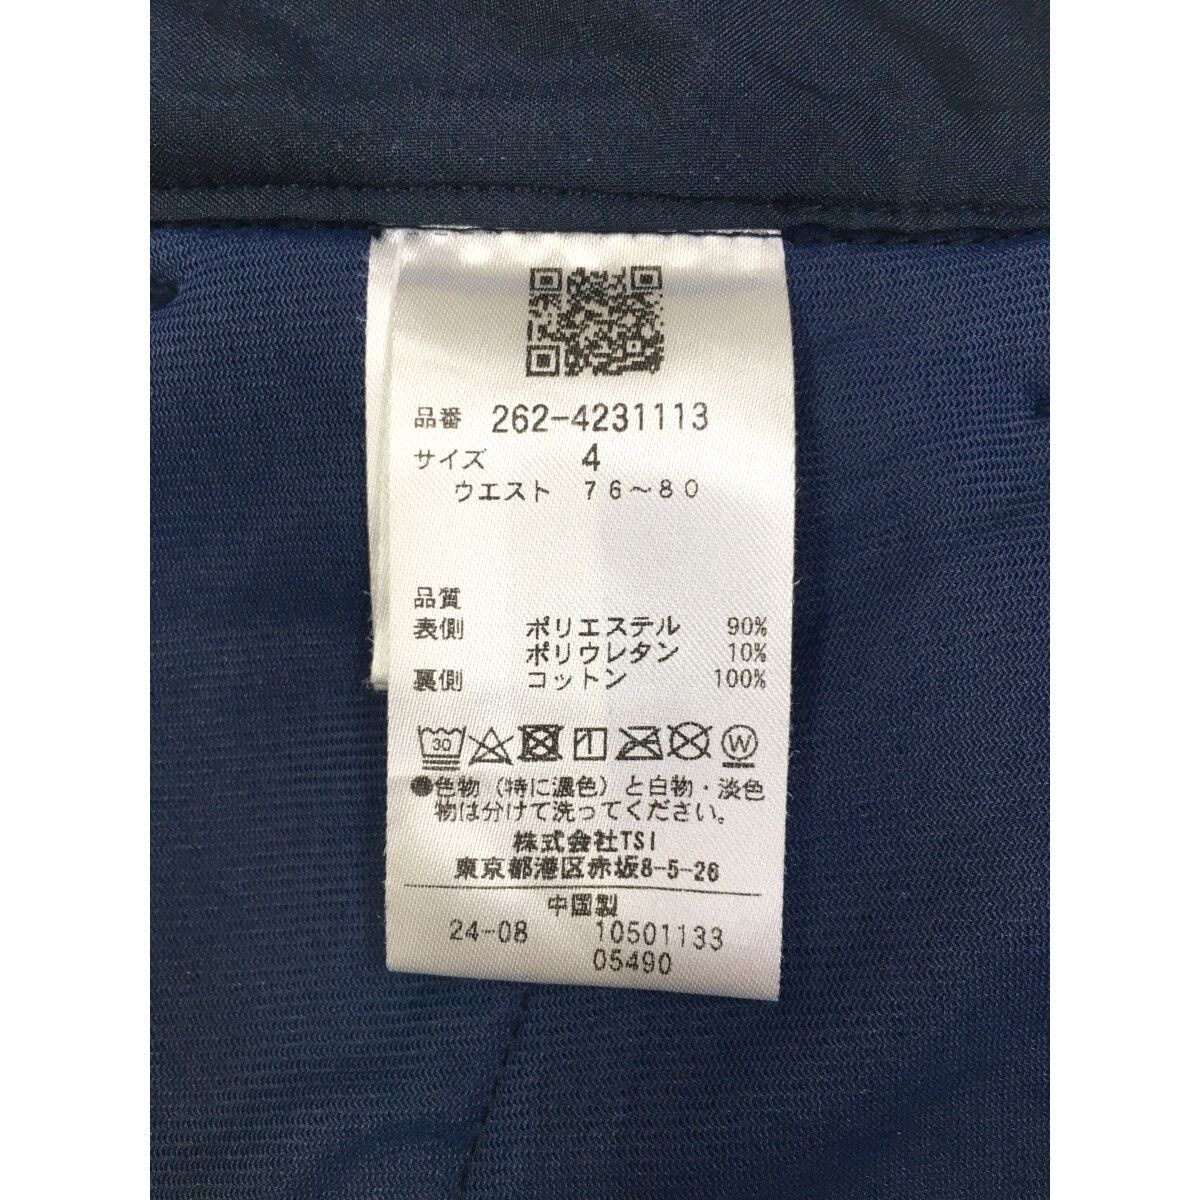 品番 262-4231113
サイズ 4
ウエスト 76～80
品質
表側 ポリエステル 90%
ポリウレタン 10%
裏側 コットン 100%
30 W
●色物(特に濃色)と白物・淡色
物は分けて洗ってください。
株式会社TSI
東京都港区赤坂8-5-26
中国製
24-08 10501133
05490